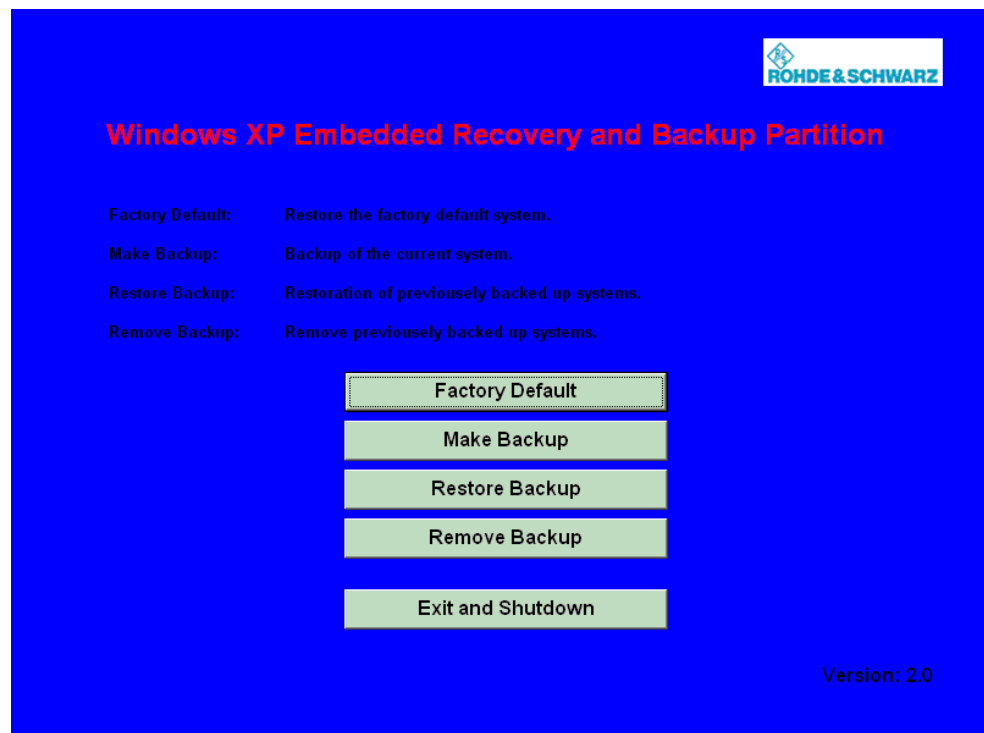 R&S
ROHDE & SCHWARZ
Windows XP Embedded Recovery and Backup Partition
Factory Default: Restore the factory default system.
Make Backup: Backup of the current system.
Restore Backup: Restoration of previousely backed up systems.
Remove Backup: Remove previousely backed up systems.
Factory Default
Make Backup
Restore Backup
Remove Backup
Exit and Shutdown
Version: 2.0